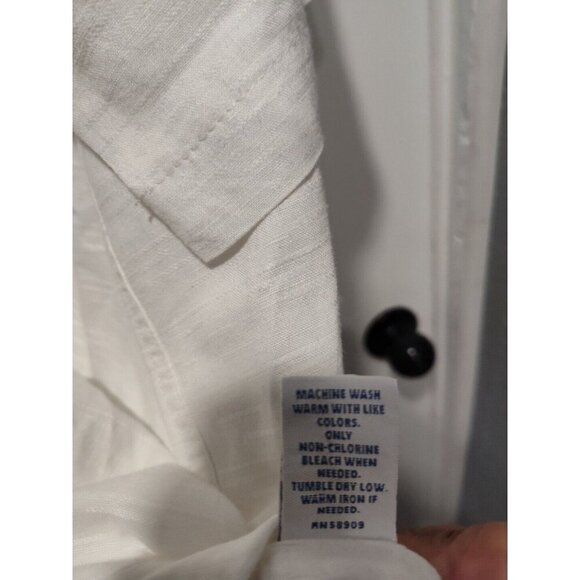 MACHINE WASH
WARM WITH LIKE
COLORS.
ONLY
NON-CHLORINE
BLEACH WHEN
NEEDED.
TUMBLE DRY LOW.
WARM IRON IF
NEEDED.
RN58909